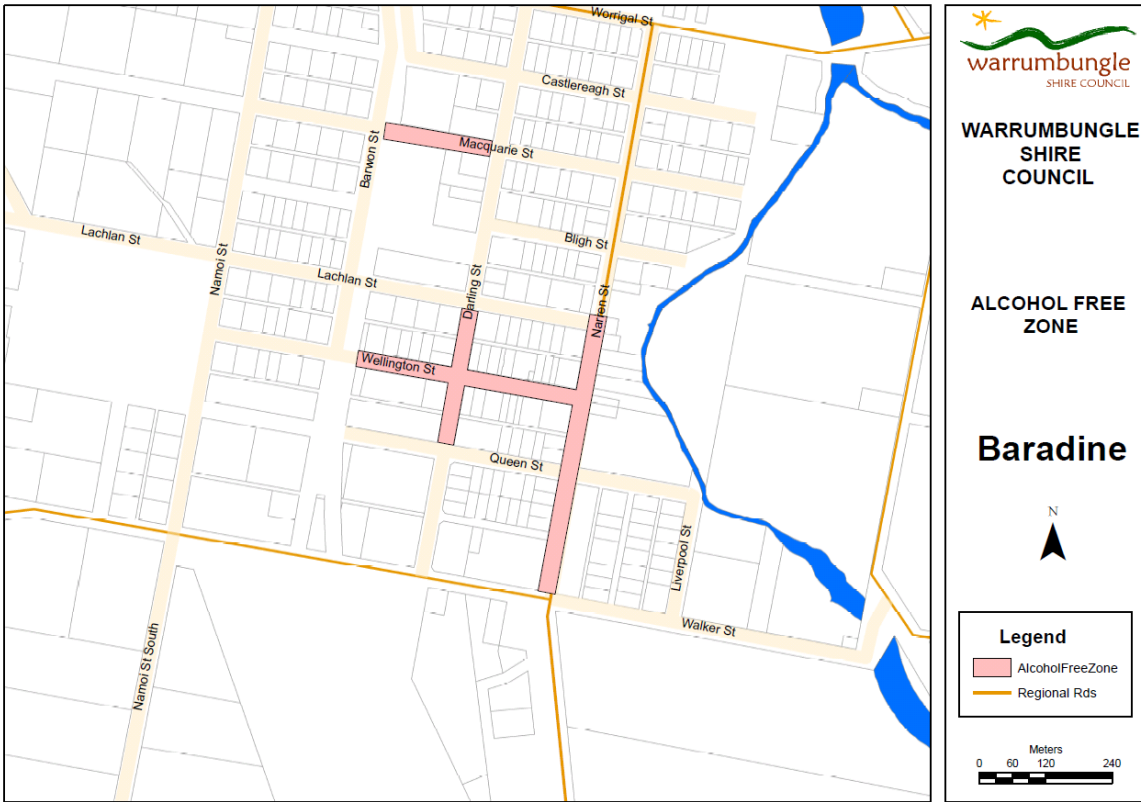 Worrigal St
Castlereagh St
Macquarie St
Barwon St
Bligh St
Lachlan St
Namoi St
Lachlan St
Darling St
Narren St
Wellington St
Queen St
Liverpool St
Walker St
Namoi St South
warrumbungle
SHIRE COUNCIL
WARRUMBUNGLE
SHIRE
COUNCIL
ALCOHOL FREE
ZONE
Baradine
N
Legend
AlcoholFreeZone
Regional Rds
Meters
0 60 120 240